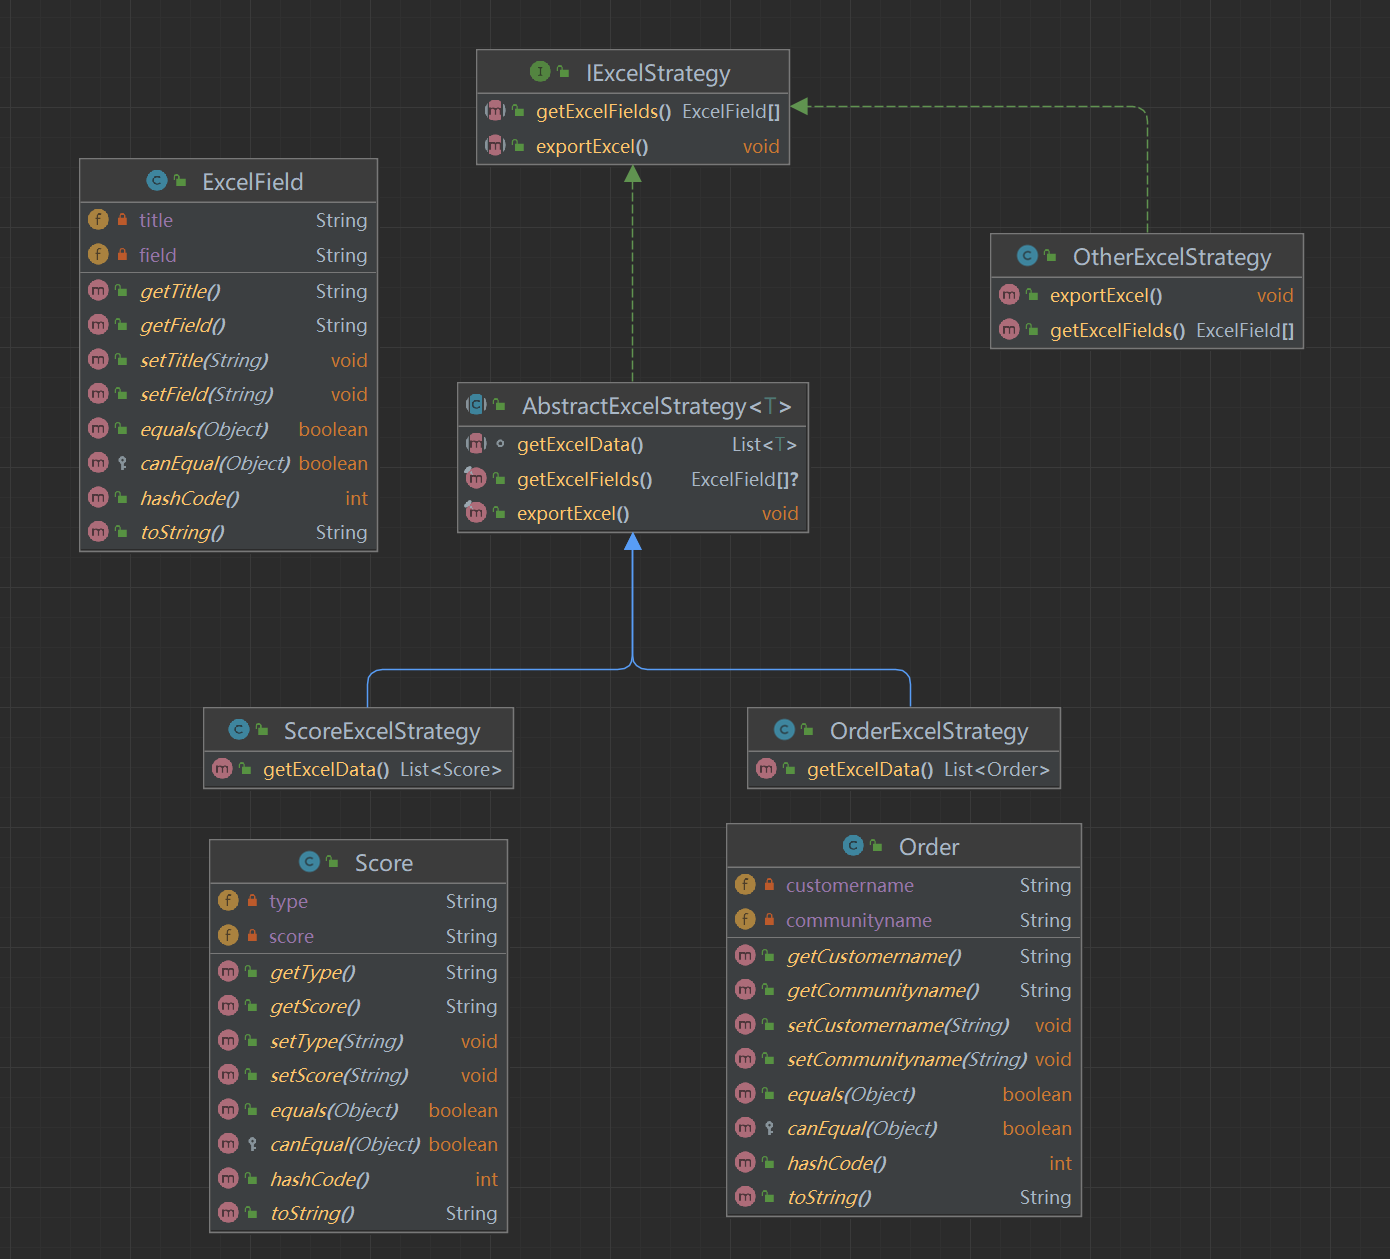 IExcelStrategy
getExcelFields() ExcelField[]
exportExcel() void
ExcelField
title String
field String
getTitle() String
getField() String
setTitle(String) void
setField(String) void
equals(Object) boolean
canEqual(Object) boolean
hashCode() int
toString() String
OtherExcelStrategy
exportExcel() void
getExcelFields() ExcelField[]
AbstractExcelStrategy<T>
getExcelData() List<T>
getExcelFields() ExcelField[]?
exportExcel() void
ScoreExcelStrategy
getExcelData() List<Score>
OrderExcelStrategy
getExcelData() List<Order>
Score
type String
score String
getType() String
getScore() String
setType(String) void
setScore(String) void
equals(Object) boolean
canEqual(Object) boolean
hashCode() int
toString() String
Order
customername String
communityname String
getCustomername() String
getCommunityname() String
setCustomername(String) void
setCommunityname(String) void
equals(Object) boolean
canEqual(Object) boolean
hashCode() int
toString() String